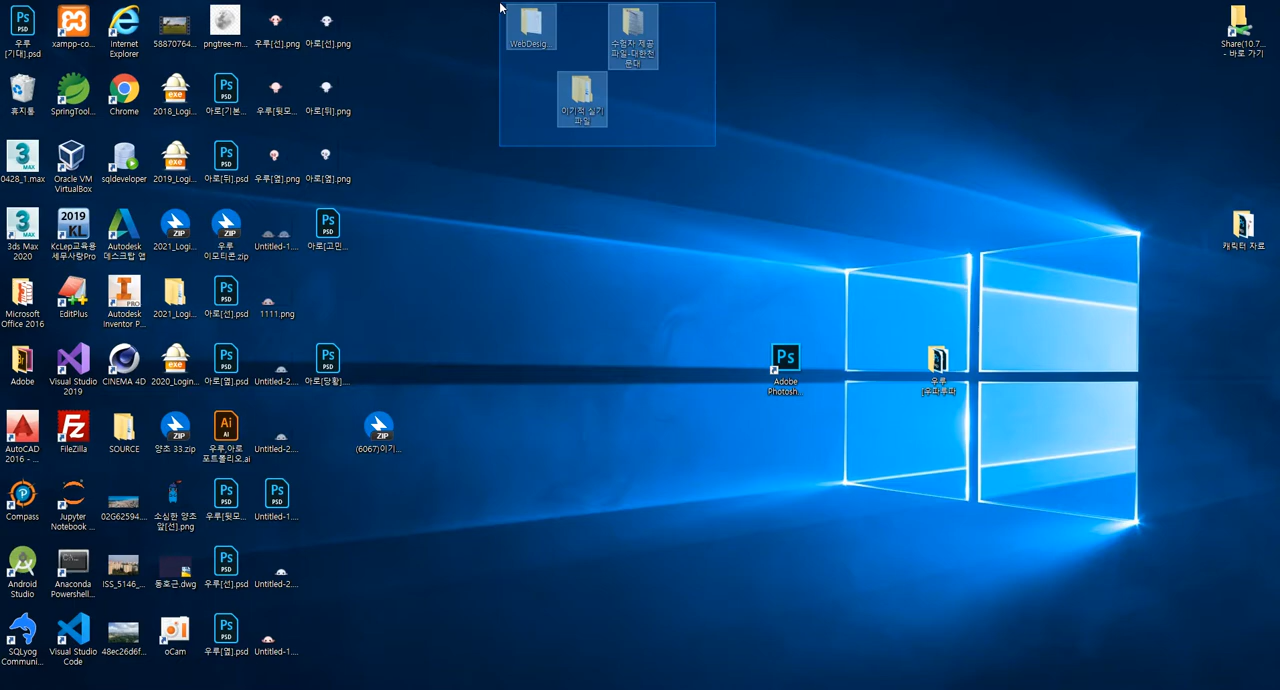 우루
[기대].psd
xampp-co...
Internet
Explorer
58870764...
pngtree-m...
우루[선].png
아로[선].png
WebDesig...
수험자 제공
파일-대한천
문대
Share(10.7...
- 바로 가기
휴지통
SpringTool...
Chrome
2018_Logi...
아로[기본...
우루[뒷모...
아로[뒤].png
이기적 실기
파일
0428_1.max
Oracle VM
VirtualBox
sqldeveloper
2019_Logi...
아로[뒤].psd
우루[옆].png
아로[옆].png
3ds Max
2020
KcLep교육용
세무사랑Pro
Autodesk
데스크탑 앱
2021_Logi...
우루
이모티콘.zip
Untitled-1....
아로[고민...
캐릭터 자료
Microsoft
Office 2016
EditPlus
Autodesk
Inventor P...
2021_Logi...
아로[선].psd
1111.png
Adobe
Visual Studio
2019
CINEMA 4D
2020_Login...
아로[옆].psd
Untitled-2....
아로[당황]....
Adobe
Photosh...
우루
[우파루파
AutoCAD
2016 - ...
FileZilla
SOURCE
양초 33.zip
우루,아로
포트폴리오.ai
Untitled-2....
(6067)이기...
Compass
Jupyter
Notebook ...
02G62594....
소심한 양초
앞[선].png
우루[뒷모...
Untitled-1....
Android
Studio
Anaconda
Powershell...
ISS_5146_...
동호근.dwg
우루[선].psd
Untitled-2....
SQLyog
Communi...
Visual Studio
Code
48ec26d6f...
oCam
우루[옆].psd
Untitled-1....